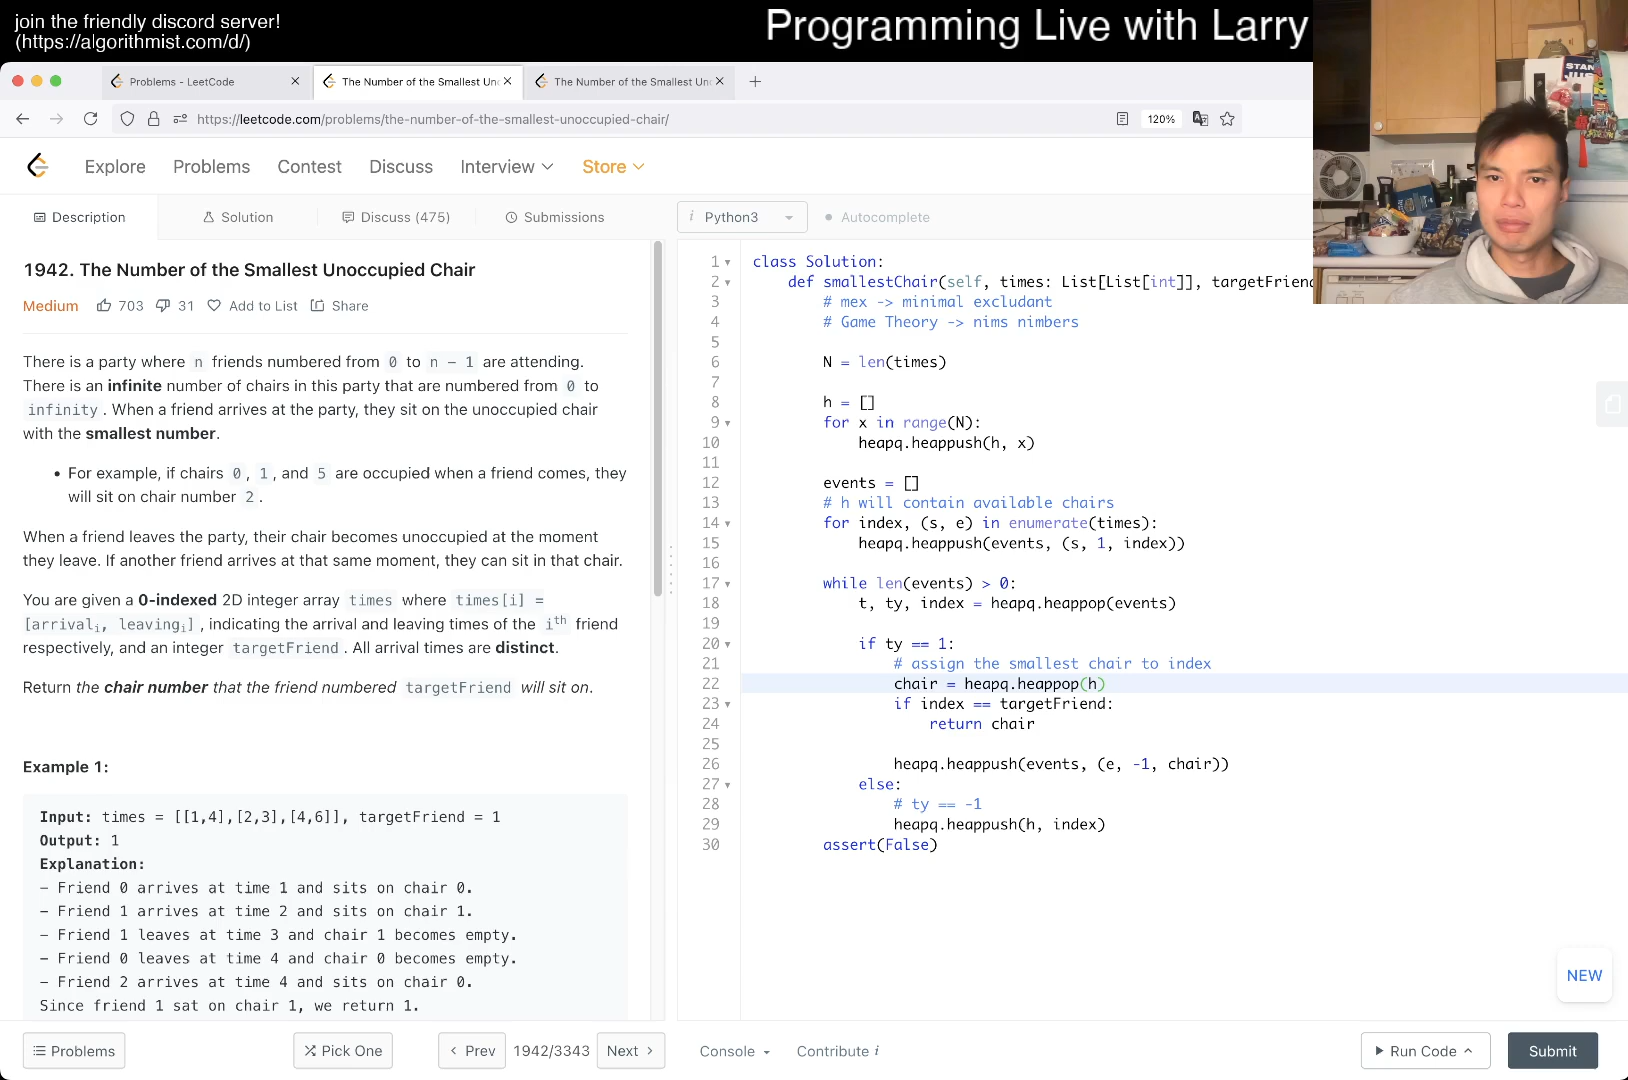 join the friendly discord server!
(https://algorithmist.com/d/)
Programming Live with Larry
Problems - LeetCode
The Number of the Smallest Un
The Number of the Smallest Un
https://leetcode.com/problems/the-number-of-the-smallest-unoccupied-chair/
120%
Explore Problems Contest Discuss Interview Store
Description Solution Discuss (475) Submissions
i Python3 Autocomplete
1942. The Number of the Smallest Unoccupied Chair
Medium 703 31 Add to List Share
There is a party where n friends numbered from 0 to n - 1 are attending.
There is an infinite number of chairs in this party that are numbered from 0 to
infinity. When a friend arrives at the party, they sit on the unoccupied chair
with the smallest number.
• For example, if chairs 0, 1, and 5 are occupied when a friend comes, they
will sit on chair number 2.
When a friend leaves the party, their chair becomes unoccupied at the moment
they leave. If another friend arrives at that same moment, they can sit in that chair.
You are given a 0-indexed 2D integer array times where times[i] =
[arrivali, leavingi], indicating the arrival and leaving times of the ith friend
respectively, and an integer targetFriend. All arrival times are distinct.
Return the chair number that the friend numbered targetFriend will sit on.
Example 1:
Input: times = [[1,4],[2,3],[4,6]], targetFriend = 1
Output: 1
Explanation:
- Friend 0 arrives at time 1 and sits on chair 0.
- Friend 1 arrives at time 2 and sits on chair 1.
- Friend 1 leaves at time 3 and chair 1 becomes empty.
- Friend 0 leaves at time 4 and chair 0 becomes empty.
- Friend 2 arrives at time 4 and sits on chair 0.
Since friend 1 sat on chair 1, we return 1.
1 class Solution:
2 def smallestChair(self, times: List[List[int]], targetFriend
3 # mex -> minimal excludant
4 # Game Theory -> nims nimbers
5
6 N = len(times)
7
8 h = []
9 for x in range(N):
10 heapq.heappush(h, x)
11
12 events = []
13 # h will contain available chairs
14 for index, (s, e) in enumerate(times):
15 heapq.heappush(events, (s, 1, index))
16
17 while len(events) > 0:
18 t, ty, index = heapq.heappop(events)
19
20 if ty == 1:
21 # assign the smallest chair to index
22 chair = heapq.heappop(h)
23 if index == targetFriend:
24 return chair
25
26 heapq.heappush(events, (e, -1, chair))
27 else:
28 # ty == -1
29 heapq.heappush(h, index)
30 assert(False)
NEW
Problems Pick One Prev 1942/3343 Next Console Contribute i Run Code Submit